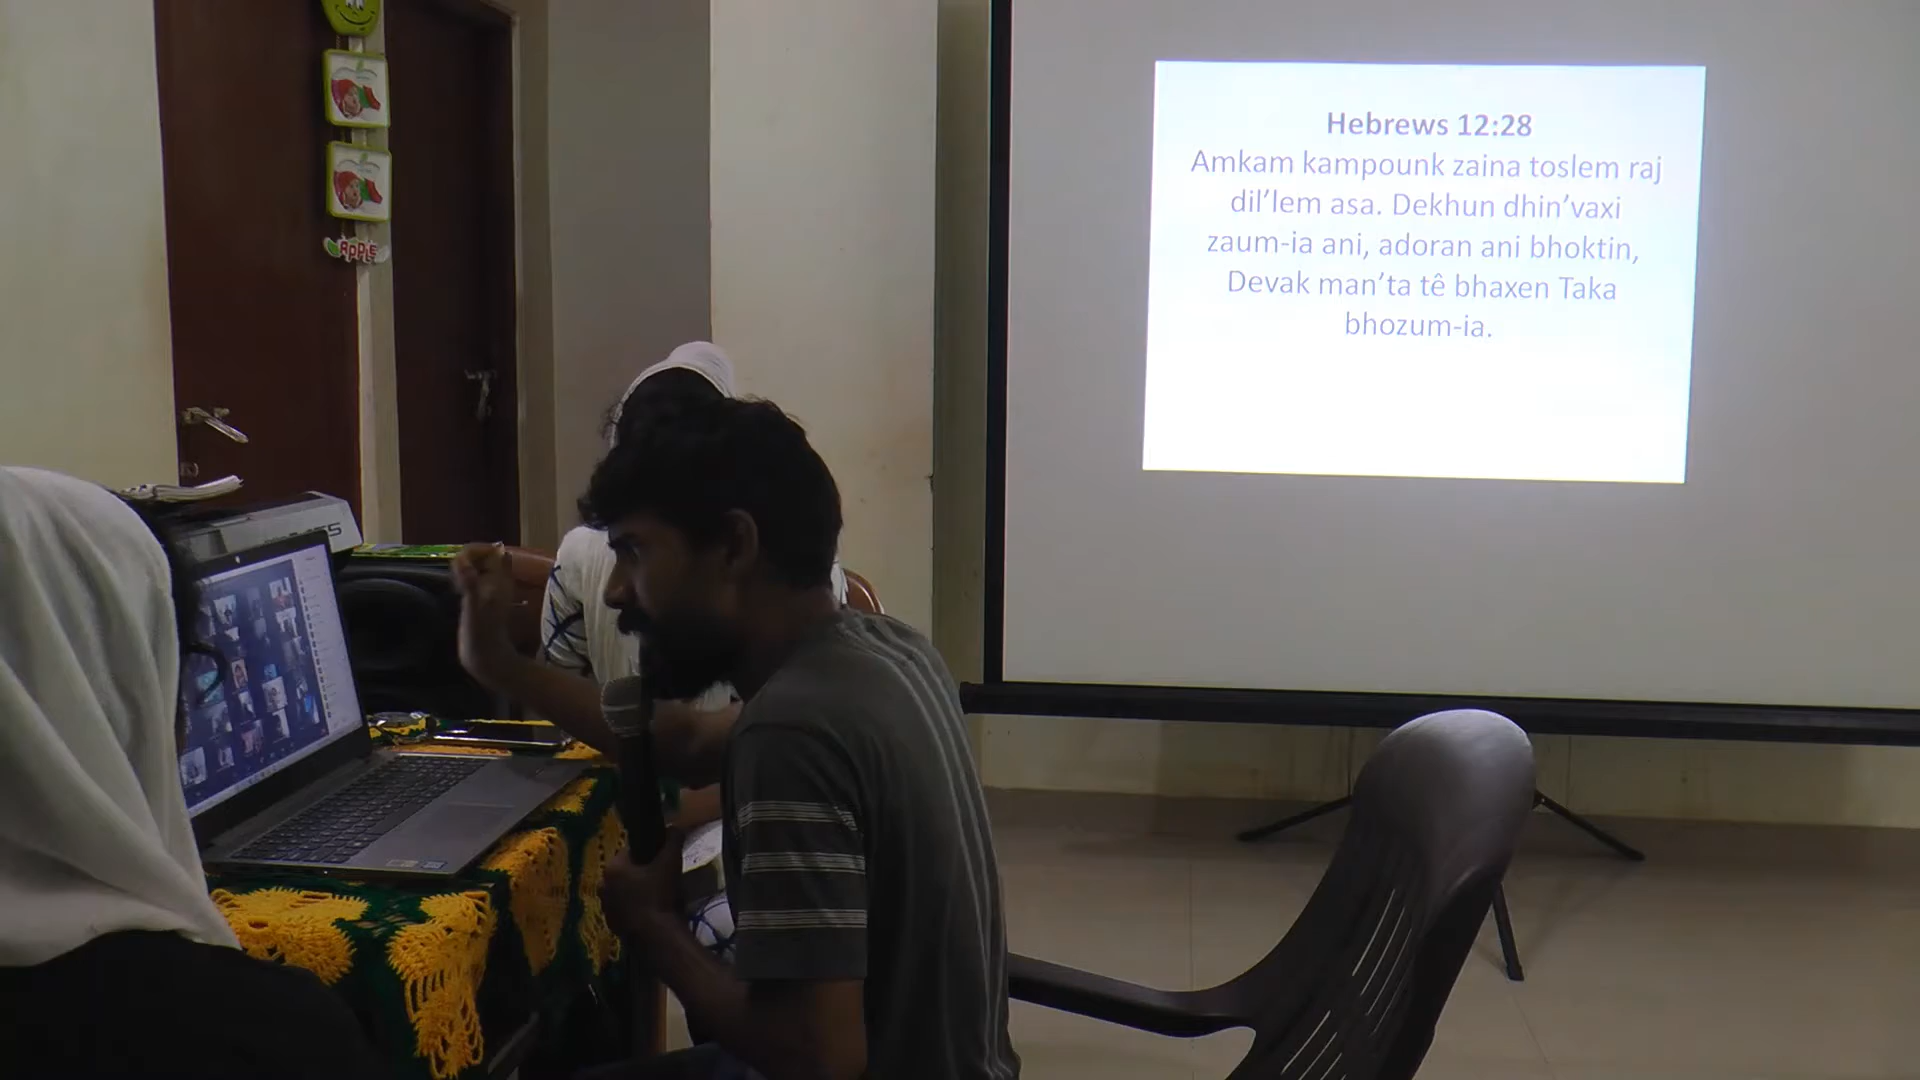 Hebrews 12:28
Amkam kampounk zaina toslem raj
dil’lem asa. Dekhun dhin’vaxi
zaum-ia ani, adoran ani bhoktin,
Devak man’ta tê bhaxen Taka
bhozum-ia.
APPLE